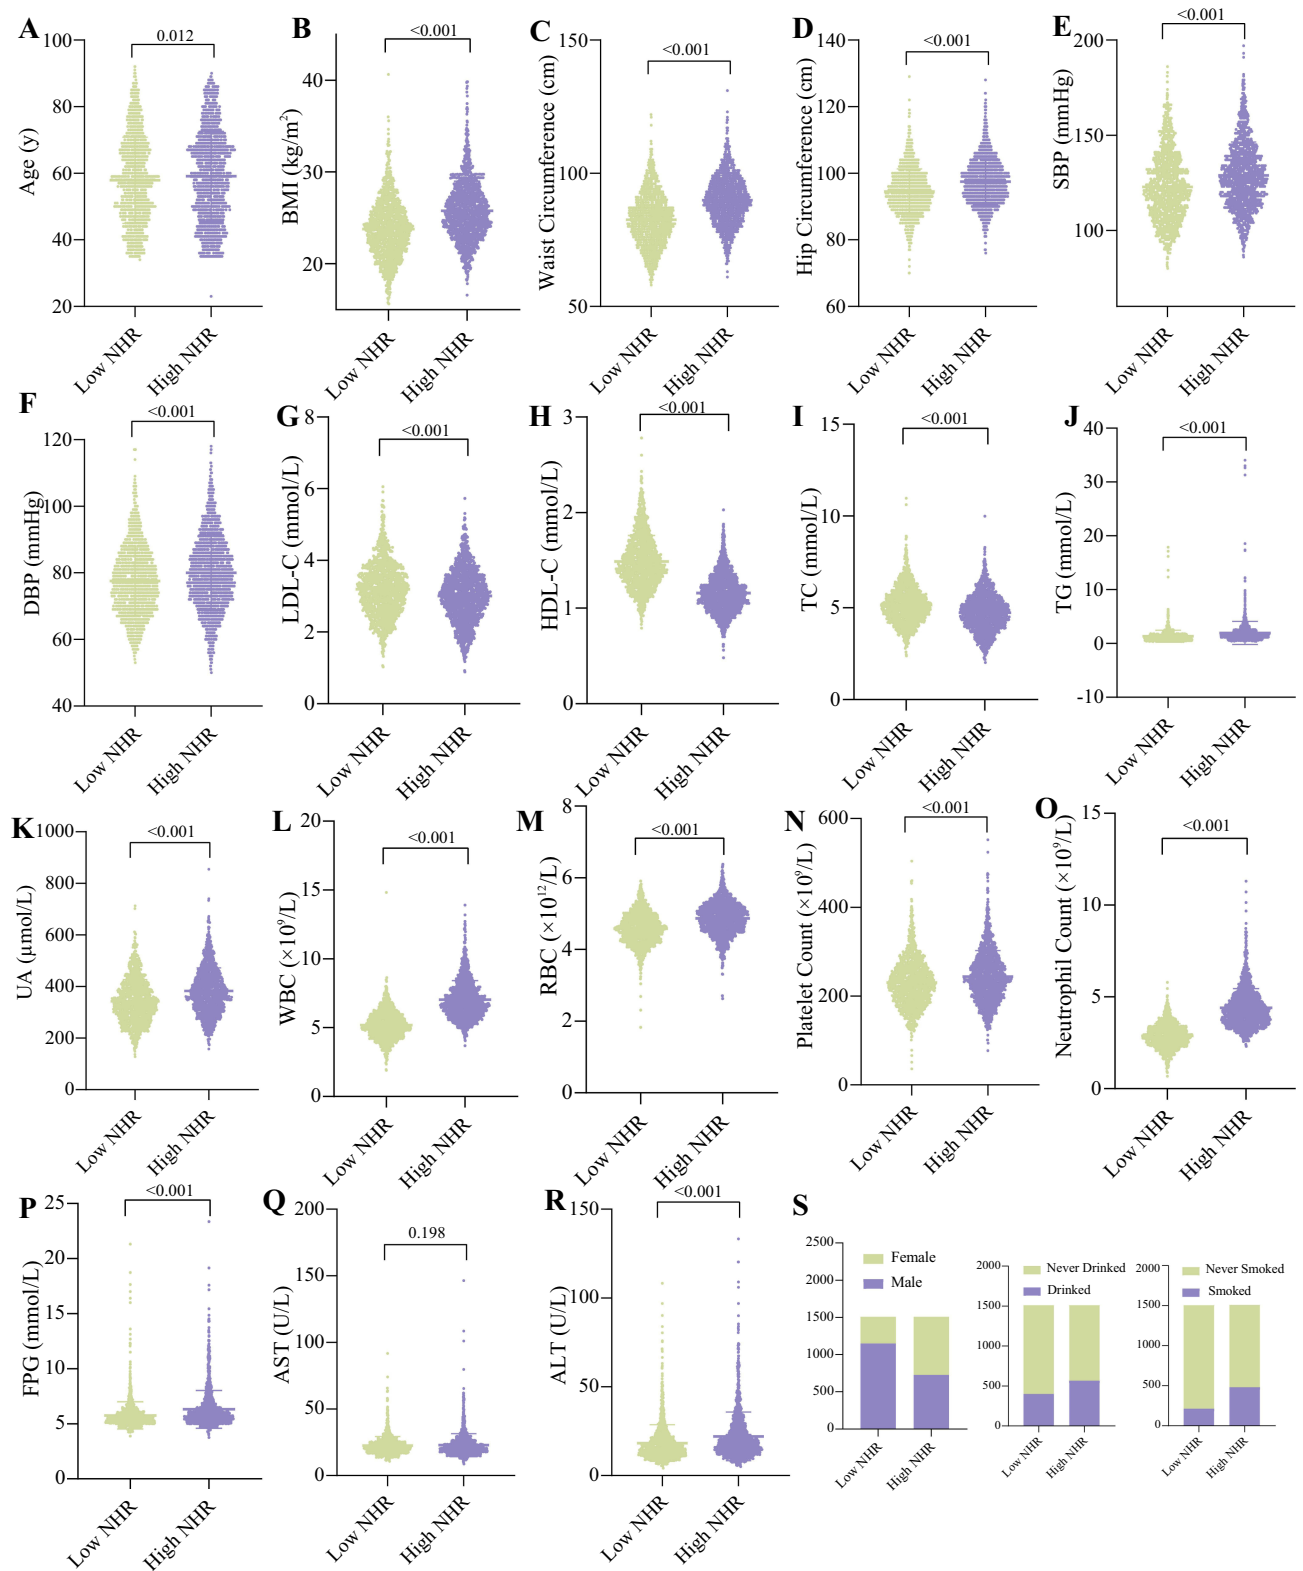 A
0.012
Age (y)
100
80
60
40
20
Low NHR
High NHR
B
<0.001
BMI (kg/m²)
40
30
20
Low NHR
High NHR
C
<0.001
Waist Circumference (cm)
150
100
50
Low NHR
High NHR
D
<0.001
Hip Circumference (cm)
140
120
100
80
60
Low NHR
High NHR
E
<0.001
SBP (mmHg)
200
150
100
Low NHR
High NHR
F
<0.001
DBP (mmHg)
120
100
80
60
40
Low NHR
High NHR
G
<0.001
LDL-C (mmol/L)
8
6
4
2
0
Low NHR
High NHR
H
<0.001
HDL-C (mmol/L)
3
2
1
0
Low NHR
High NHR
I
<0.001
TC (mmol/L)
15
10
5
0
Low NHR
High NHR
J
<0.001
TG (mmol/L)
40
30
20
10
0
-10
Low NHR
High NHR
K
<0.001
UA (μmol/L)
1000
800
600
400
200
0
Low NHR
High NHR
L
<0.001
WBC (×10⁹/L)
20
15
10
5
0
Low NHR
High NHR
M
<0.001
RBC (×10¹²/L)
8
6
4
2
0
Low NHR
High NHR
N
<0.001
Platelet Count (×10⁹/L)
600
400
200
0
Low NHR
High NHR
O
<0.001
Neutrophil Count (×10⁹/L)
15
10
5
0
Low NHR
High NHR
P
<0.001
FPG (mmol/L)
25
20
15
10
5
0
Low NHR
High NHR
Q
0.198
AST (U/L)
200
150
100
50
0
Low NHR
High NHR
R
<0.001
ALT (U/L)
150
100
50
0
Low NHR
High NHR
S
2500
2000
1500
1000
500
0
Female
Male
Low NHR
High NHR
2000
1500
1000
500
0
Never Drinked
Drinked
Low NHR
High NHR
2000
1500
1000
500
0
Never Smoked
Smoked
Low NHR
High NHR